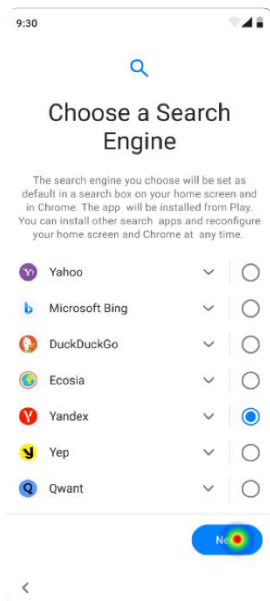 9:30
Choose a Search
Engine
The search engine you choose will be set as
default in a search box on your home screen and
in Chrome. The app will be installed from Play.
You can install other search apps and reconfigure
your home screen and Chrome at any time.
Yahoo
Microsoft Bing
DuckDuckGo
Ecosia
Yandex
Yep
Qwant